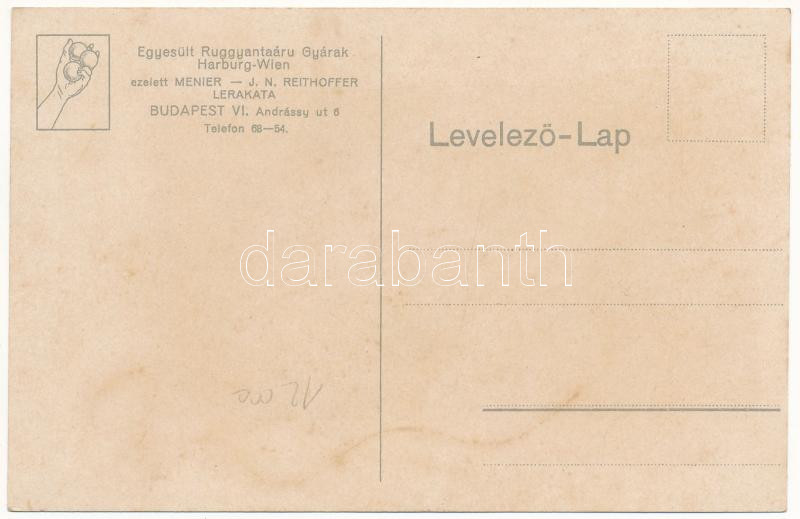 Egyesült Ruggyantaáru Gyárak
Harburg-Wien
ezelett MENIER — J. N. REITHOFFER
LERAKATA
BUDAPEST VI. Andrássy ut 6
Telefon 68—54.
Levelező-Lap
darabanth
12000